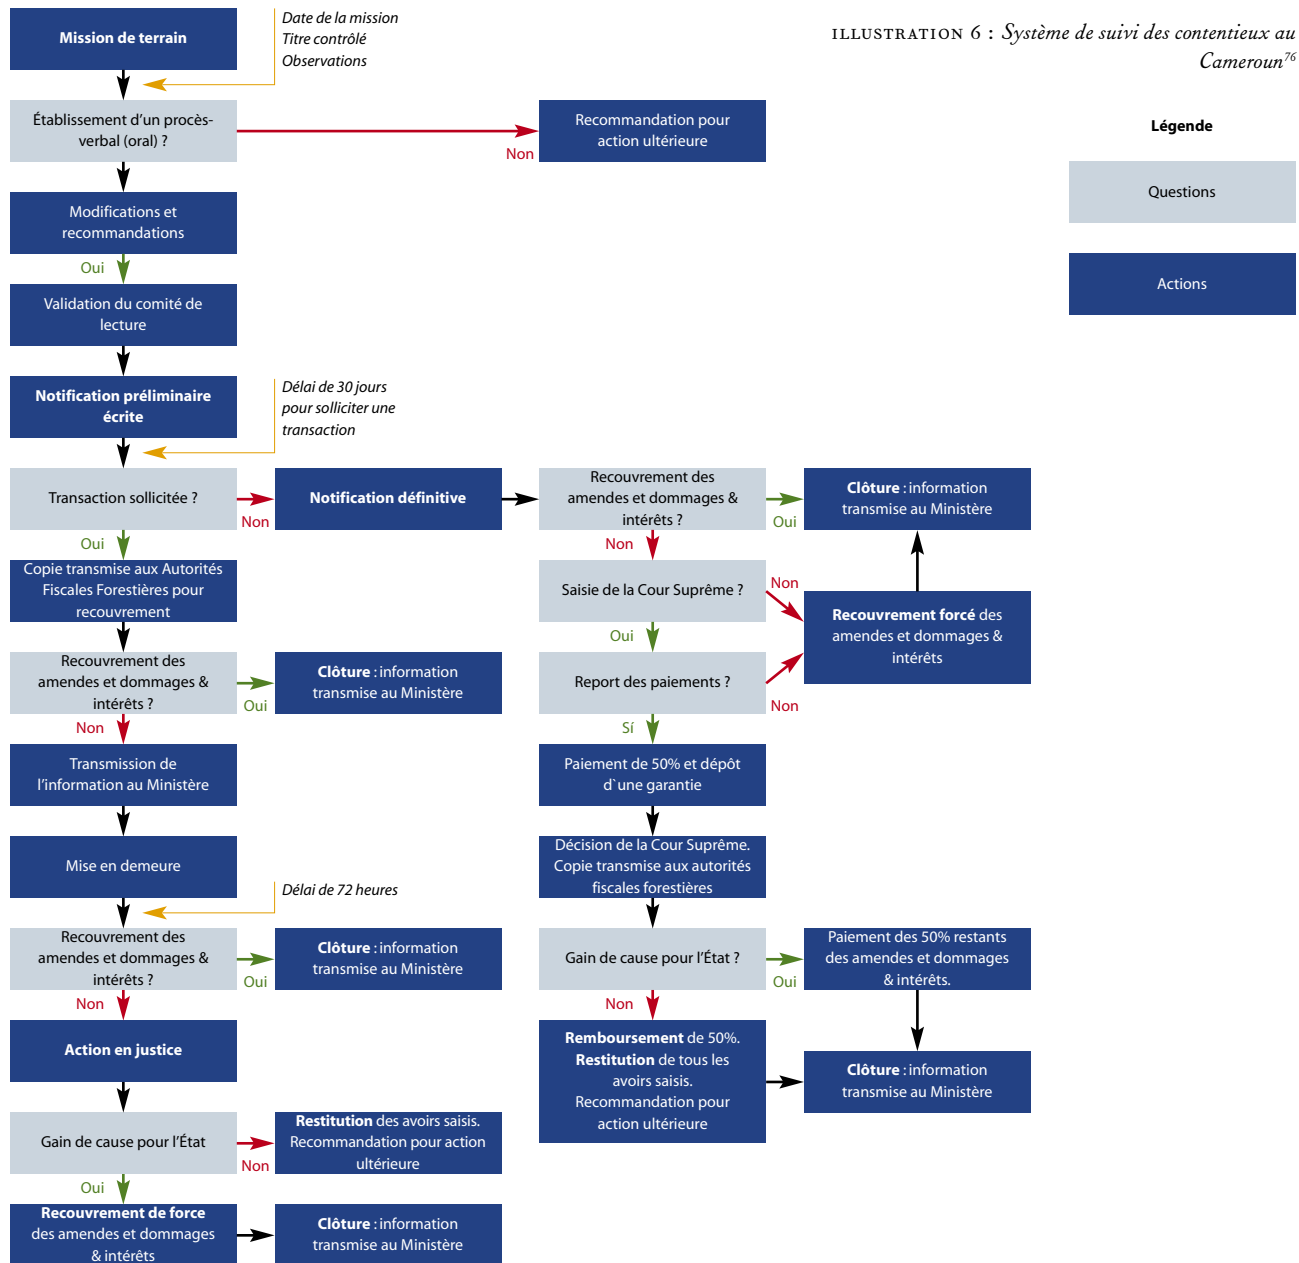 ILLUSTRATION 6 : Système de suivi des contentieux au
Cameroun76
Légende
Questions
Actions
Mission de terrain
Date de la mission
Titre contrôlé
Observations
Établissement d'un procès-
verbal (oral) ?
Non
Recommandation pour
action ultérieure
Modifications et
recommandations
Oui
Validation du comité de
lecture
Notification préliminaire
écrite
Délai de 30 jours
pour solliciter une
transaction
Transaction sollicitée ?
Non
Notification définitive
Recouvrement des
amendes et dommages &
intérêts ?
Oui
Clôture : information
transmise au Ministère
Oui
Non
Copie transmise aux Autorités
Fiscales Forestières pour
recouvrement
Saisie de la Cour Suprême ?
Non
Recouvrement forcé des
amendes et dommages &
intérêts
Oui
Recouvrement des
amendes et dommages &
intérêts ?
Oui
Clôture : information
transmise au Ministère
Report des paiements ?
Non
Non
Sí
Transmission de
l'information au Ministère
Paiement de 50% et dépôt
d`une garantie
Mise en demeure
Décision de la Cour Suprême.
Copie transmise aux autorités
fiscales forestières
Délai de 72 heures
Recouvrement des
amendes et dommages &
intérêts ?
Oui
Clôture : information
transmise au Ministère
Gain de cause pour l'État ?
Oui
Paiement des 50% restants
des amendes et dommages
& intérêts.
Non
Non
Action en justice
Remboursement de 50%.
Restitution de tous les
avoirs saisis.
Recommandation pour
action ultérieure
Clôture : information
transmise au Ministère
Gain de cause pour l'État
Non
Restitution des avoirs saisis.
Recommandation pour action
ultérieure
Oui
Recouvrement de force
des amendes et dommages
& intérêts
Clôture : information
transmise au Ministère